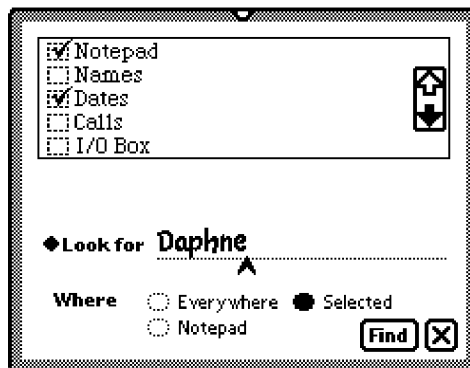 Notepad
Names
Dates
Calls
I/O Box
Look for Daphne
Where Everywhere Selected
Notepad Find